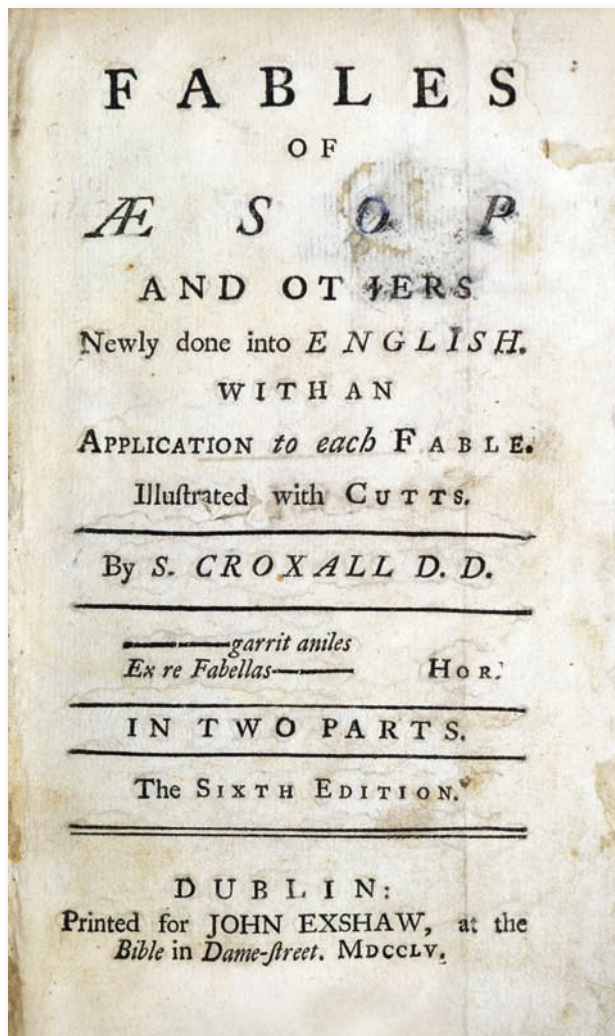 FABLES
OF
ÆSOP
AND OTHERS
Newly done into ENGLISH.
WITH AN
APPLICATION to each FABLE.
Illuſtrated with CUTTS.
By S. CROXALL D. D.
———garrit aniles
Ex re Fabellas——— HOR.
IN TWO PARTS.
The SIXTH EDITION.
DUBLIN:
Printed for JOHN EXSHAW, at the
Bible in Dame-ſtreet. MDCCLV.